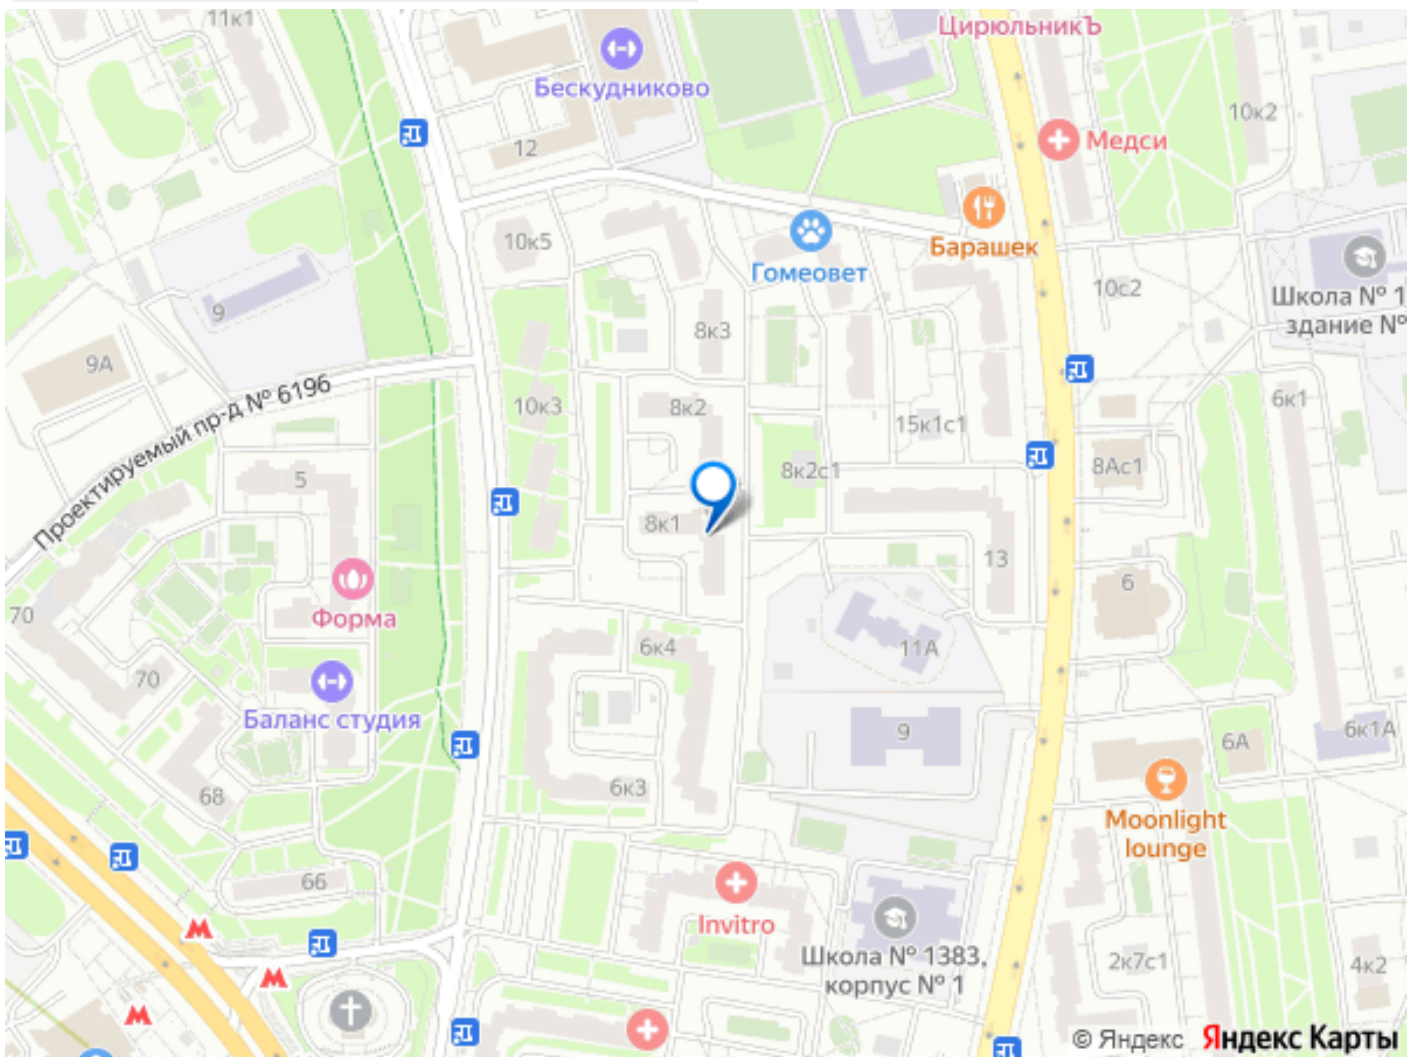 11к1
ЦирюльникЪ
Бескудниково
10к2
Медси
12
10к5
Барашек
Гомеовет
10с2
Школа № 1
здание №
9
8к3
9А
Проектируемый пр-д № 6196
10к3
8к2
6к1
15к1с1
8к2с1
8Ас1
5
8к1
13
6
Форма
70
11А
6к4
70
Баланс студия
9
6А
6к1А
68
6к3
Moonlight
lounge
66
Invitro
Школа № 1383,
корпус № 1
2к7с1
4к2
© Яндекс Яндекс Карты